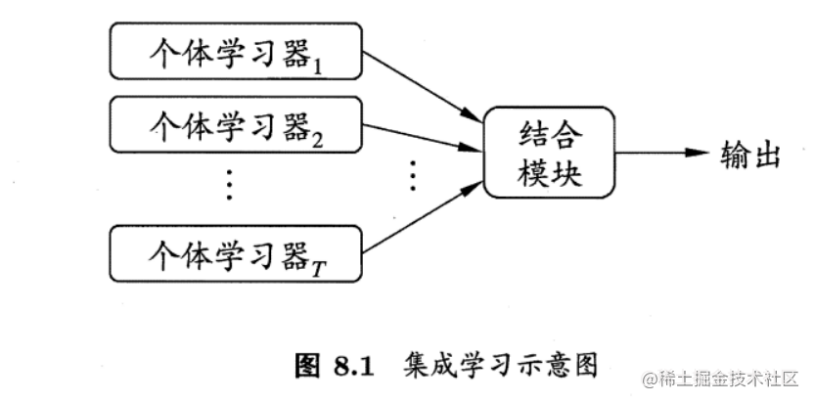 个体学习器1
个体学习器2
⋮
⋮
个体学习器T
结合
模块
输出
图 8.1 集成学习示意图
@稀土掘金技术社区